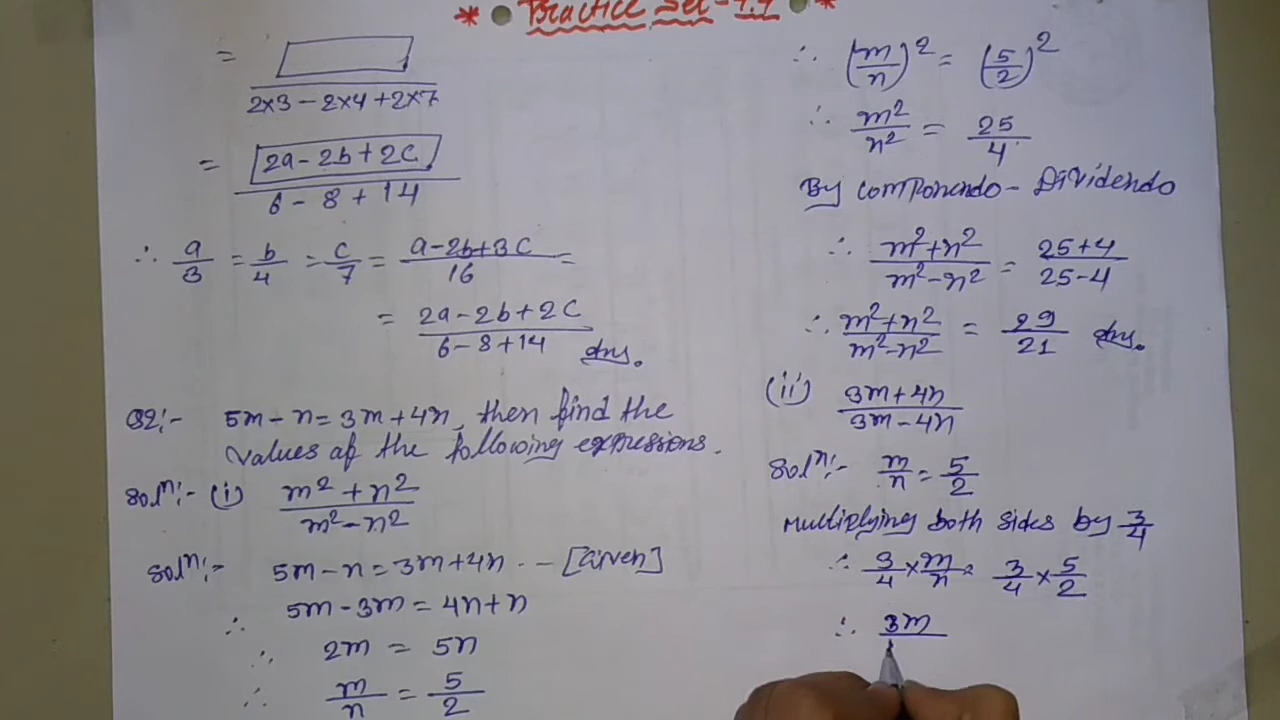 * Practice Set-4.4 *
= □
2×3 - 2×4 + 2×7
= 2a - 2b + 2c
6 - 8 + 14
∴ a/3 = b/4 = c/7 = a-2b+3c/16 =
= 2a-2b+2c/6-8+14 Ans.
Q2:- 5m-n=3m+4n, then find the
values of the following expressions.
Solⁿ:- (i) m²+n²/m²-n²
Solⁿ:- 5m-n=3m+4n -- [Given]
∴ 5m-3m = 4n+n
∴ 2m = 5n
∴ m/n = 5/2
∴ (m/n)² = (5/2)²
∴ m²/n² = 25/4
By Componendo-Dividendo
∴ m²+n²/m²-n² = 25+4/25-4
∴ m²+n²/m²-n² = 29/21 Ans.
(ii) 3m+4n/3m-4n
Solⁿ:- m/n = 5/2
Multiplying both sides by 3/4
∴ 3/4 × m/n = 3/4 × 5/2
∴ 3m